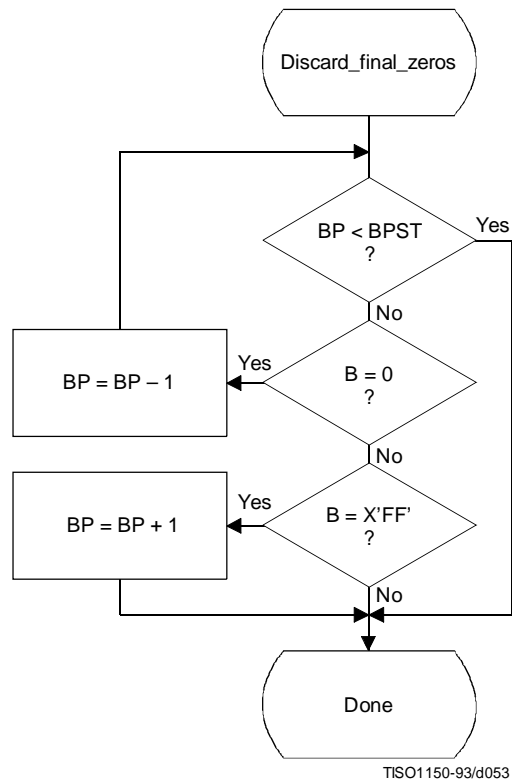 Discard_final_zeros
BP < BPST
?
Yes
No
BP = BP – 1
Yes
B = 0
?
No
BP = BP + 1
Yes
B = X’FF’
?
No
Done
TISO1150-93/d053